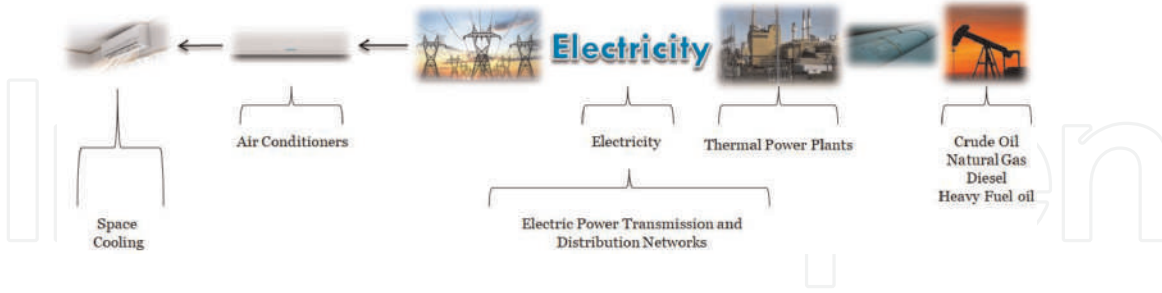 Electricity
Air Conditioners
Electricity
Thermal Power Plants
Crude Oil
Natural Gas
Diesel
Heavy Fuel oil
Space
Cooling
Electric Power Transmission and
Distribution Networks